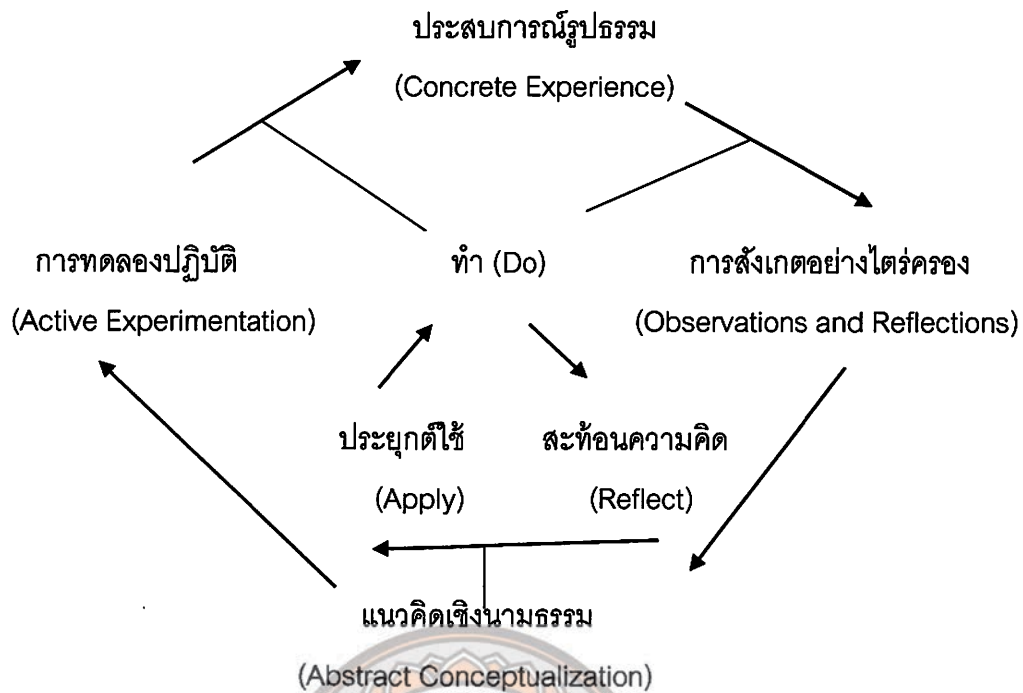 ประสบการณ์รูปธรรม
(Concrete Experience)
การทดลองปฏิบัติ
(Active Experimentation)
ทำ (Do)
การสังเกตอย่างไตร่ครอง
(Observations and Reflections)
ประยุกต์ใช้
(Apply)
สะท้อนความคิด
(Reflect)
แนวคิดเชิงนามธรรม
(Abstract Conceptualization)